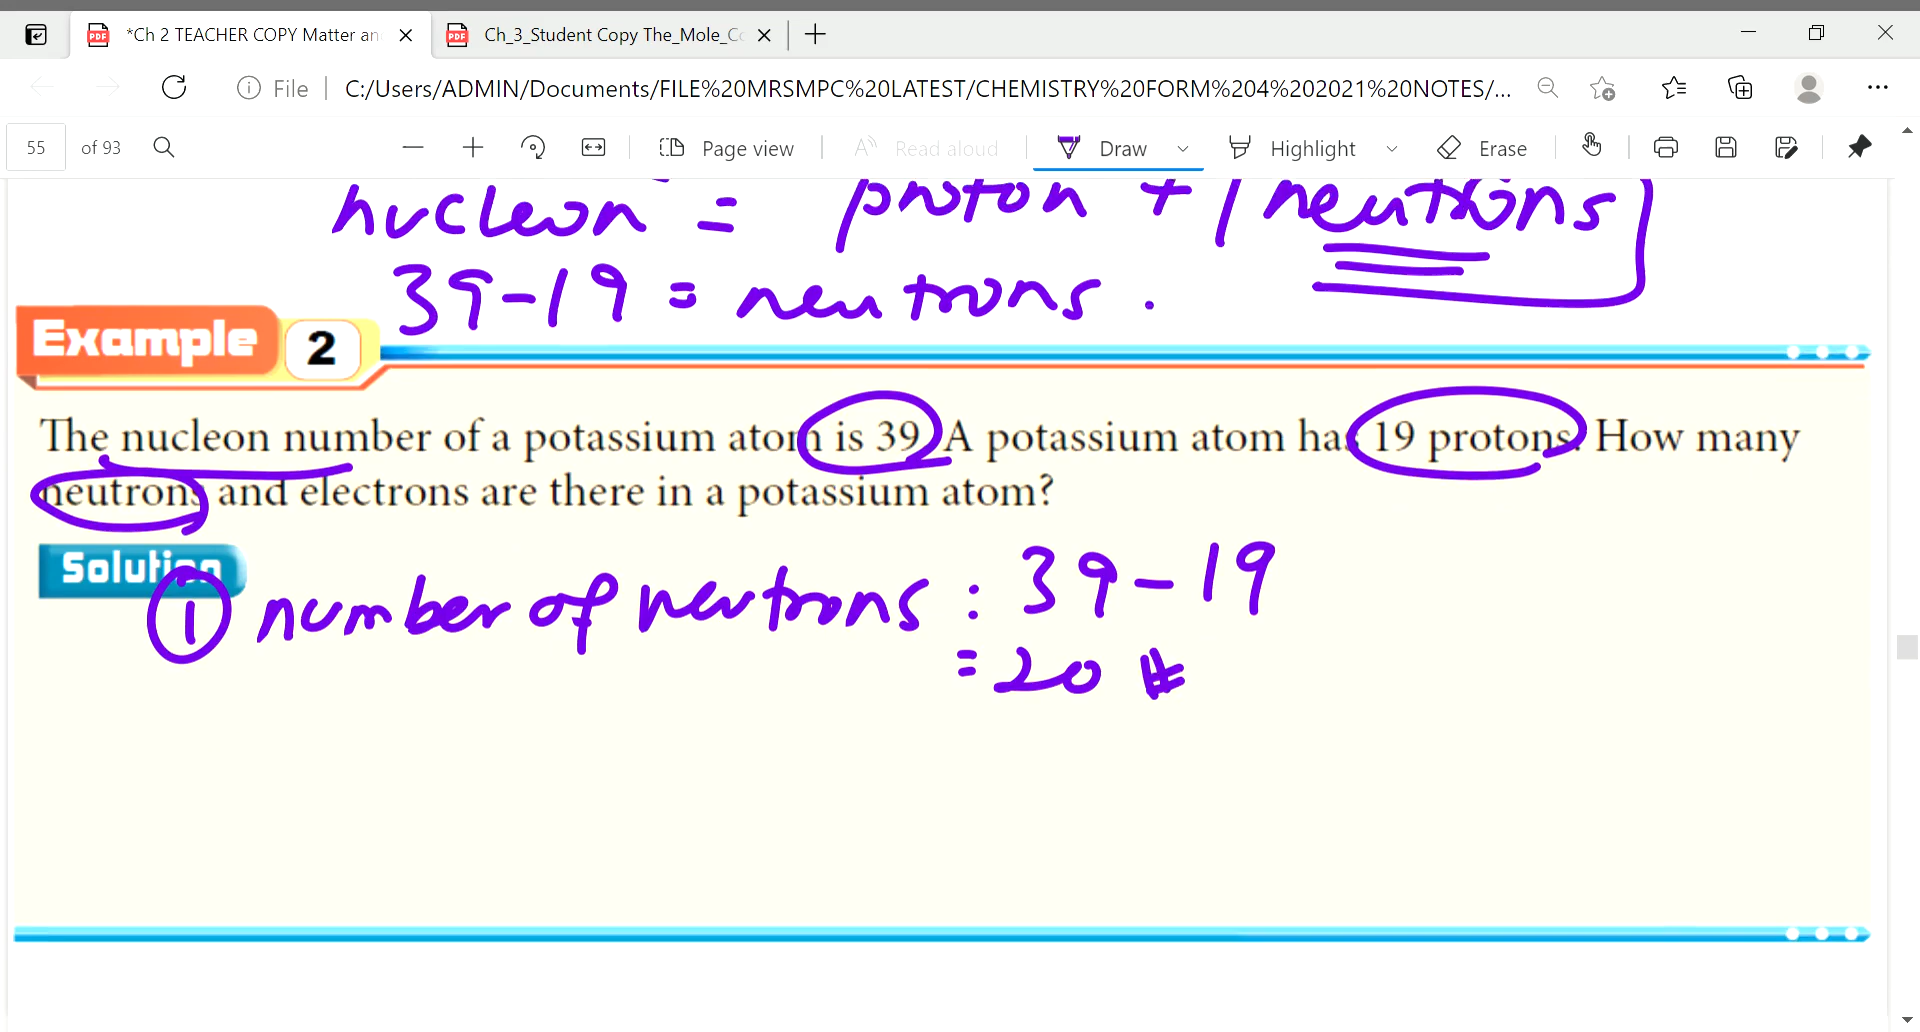 *Ch 2 TEACHER COPY Matter an
Ch_3_Student Copy The_Mole_Co
File
C:/Users/ADMIN/Documents/FILE%20MRSMPC%20LATEST/CHEMISTRY%20FORM%204%202021%20NOTES/...
55 of 93
Page view
Read aloud
Draw
Highlight
Erase
nucleon = proton + neutrons
39-19 = neutrons.
Example 2
The nucleon number of a potassium atom is 39. A potassium atom has 19 protons. How many
neutrons and electrons are there in a potassium atom?
Solution
① number of neutrons : 39-19
= 20 #